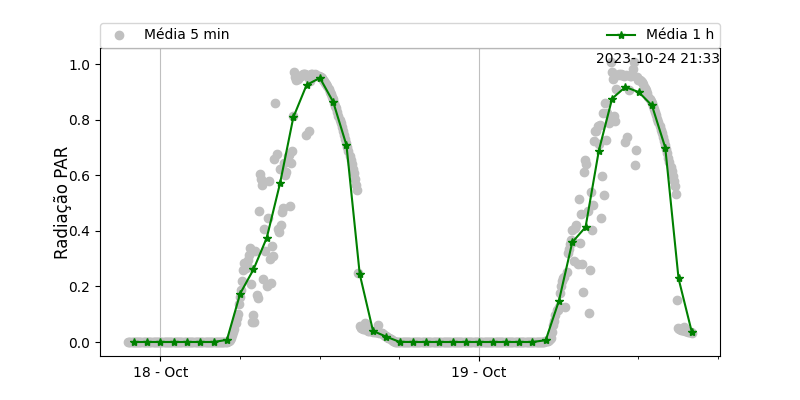 Média 5 min
Média 1 h
2023-10-24 21:33
1.0
0.8
0.6
0.4
0.2
0.0
Radiação PAR
18 - Oct
19 - Oct